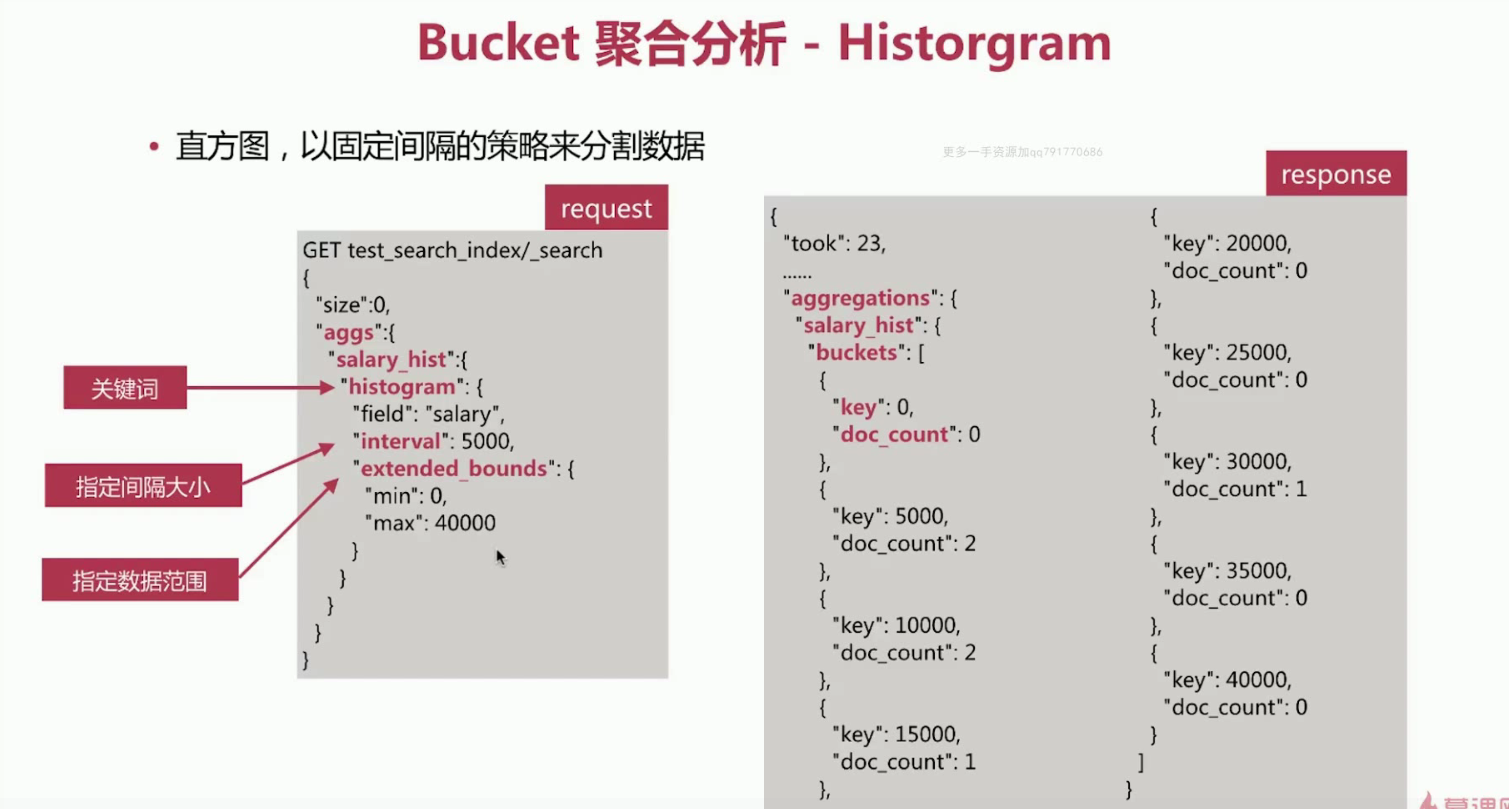 Bucket 聚合分析 - Historgram
• 直方图，以固定间隔的策略来分割数据
更多一手资源加qq791770686
request
GET test_search_index/_search
{
"size":0,
"aggs":{
"salary_hist":{
"histogram": {
"field": "salary",
"interval": 5000,
"extended_bounds": {
"min": 0,
"max": 40000
}
}
}
}
}
关键词
指定间隔大小
指定数据范围
response
{
"took": 23,
......
"aggregations": {
"salary_hist": {
"buckets": [
{
"key": 0,
"doc_count": 0
},
{
"key": 5000,
"doc_count": 2
},
{
"key": 10000,
"doc_count": 2
},
{
"key": 15000,
"doc_count": 1
},
{
"key": 20000,
"doc_count": 0
},
{
"key": 25000,
"doc_count": 0
},
{
"key": 30000,
"doc_count": 1
},
{
"key": 35000,
"doc_count": 0
},
{
"key": 40000,
"doc_count": 0
}
]
}